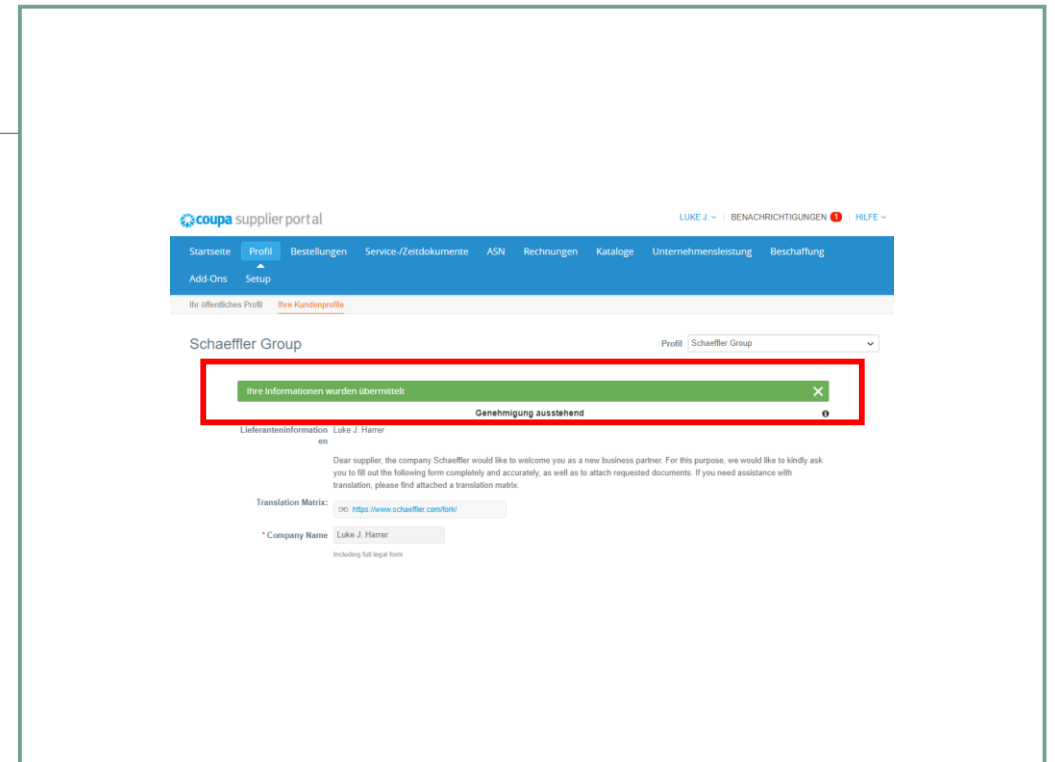 coupa supplier portal
LUKE J. BENACHRICHTIGUNGEN 1 HILFE
Startseite Profil Bestellungen Service-/Zeitdokumente ASN Rechnungen Kataloge Unternehmensleistung Beschaffung
Add-Ons Setup
Ihr öffentliches Profil Ihre Kundenprofile
Schaeffler Group Profil Schaeffler Group
Ihre Informationen wurden übermittelt
Genehmigung ausstehend
Lieferanteninformation Luke J. Harrer
en
Dear supplier, the company Schaeffler would like to welcome you as a new business partner. For this purpose, we would like to kindly ask
you to fill out the following form completely and accurately, as well as to attach requested documents. If you need assistance with
translation, please find attached a translation matrix.
Translation Matrix: https://www.schaeffler.com/fork/
* Company Name Luke J. Harrer
Including full legal form